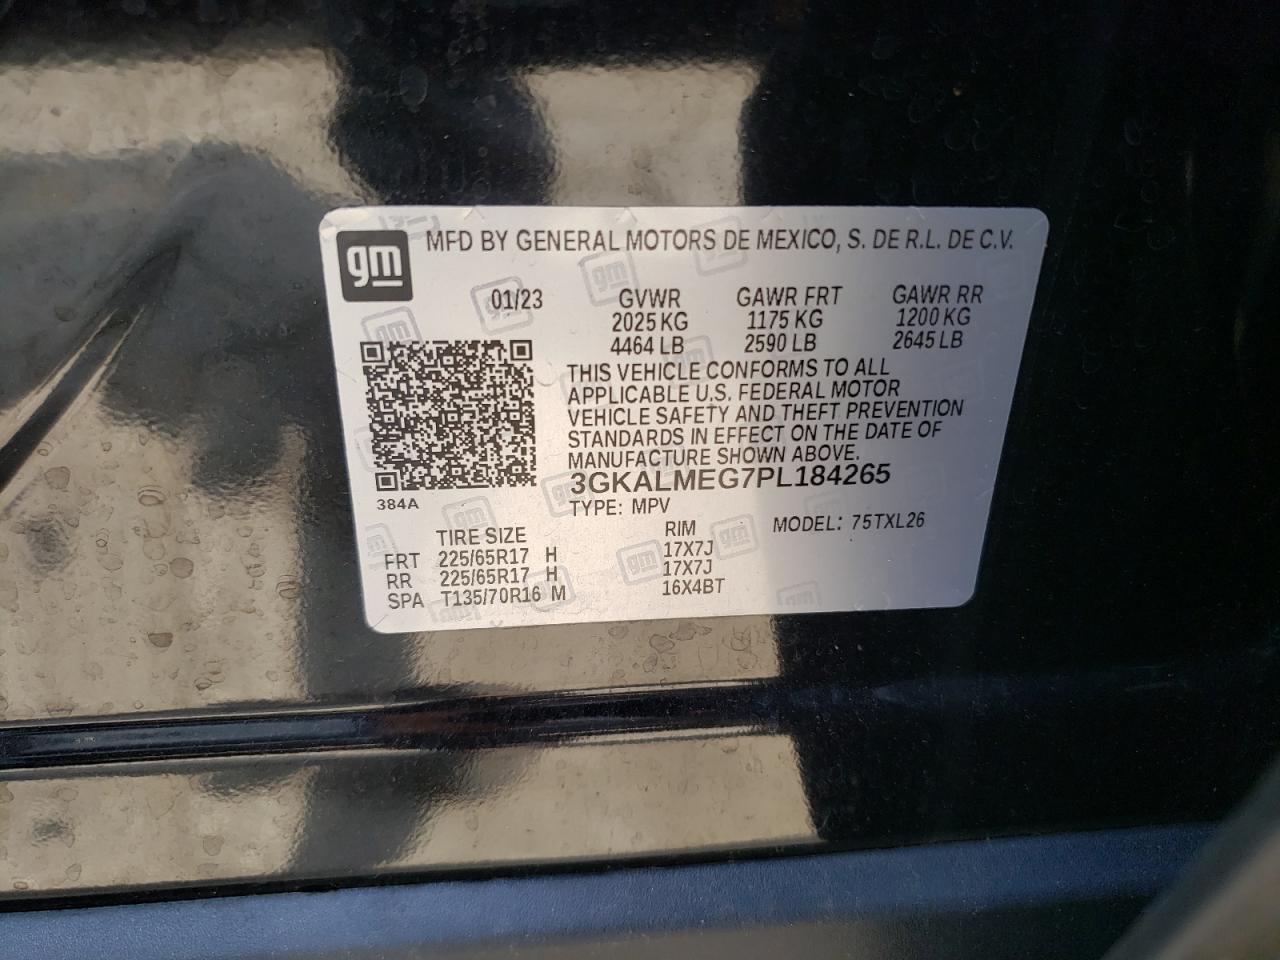 gm
MFD BY GENERAL MOTORS DE MEXICO, S. DE R.L. DE C.V.
01/23 GVWR GAWR FRT GAWR RR
2025 KG 1175 KG 1200 KG
4464 LB 2590 LB 2645 LB
THIS VEHICLE CONFORMS TO ALL
APPLICABLE U.S. FEDERAL MOTOR
VEHICLE SAFETY AND THEFT PREVENTION
STANDARDS IN EFFECT ON THE DATE OF
MANUFACTURE SHOWN ABOVE.
3GKALMEG7PL184265
384A
TYPE: MPV
MODEL: 75TXL26
TIRE SIZE RIM
FRT 225/65R17 H 17X7J
RR 225/65R17 H 17X7J
SPA T135/70R16 M 16X4BT